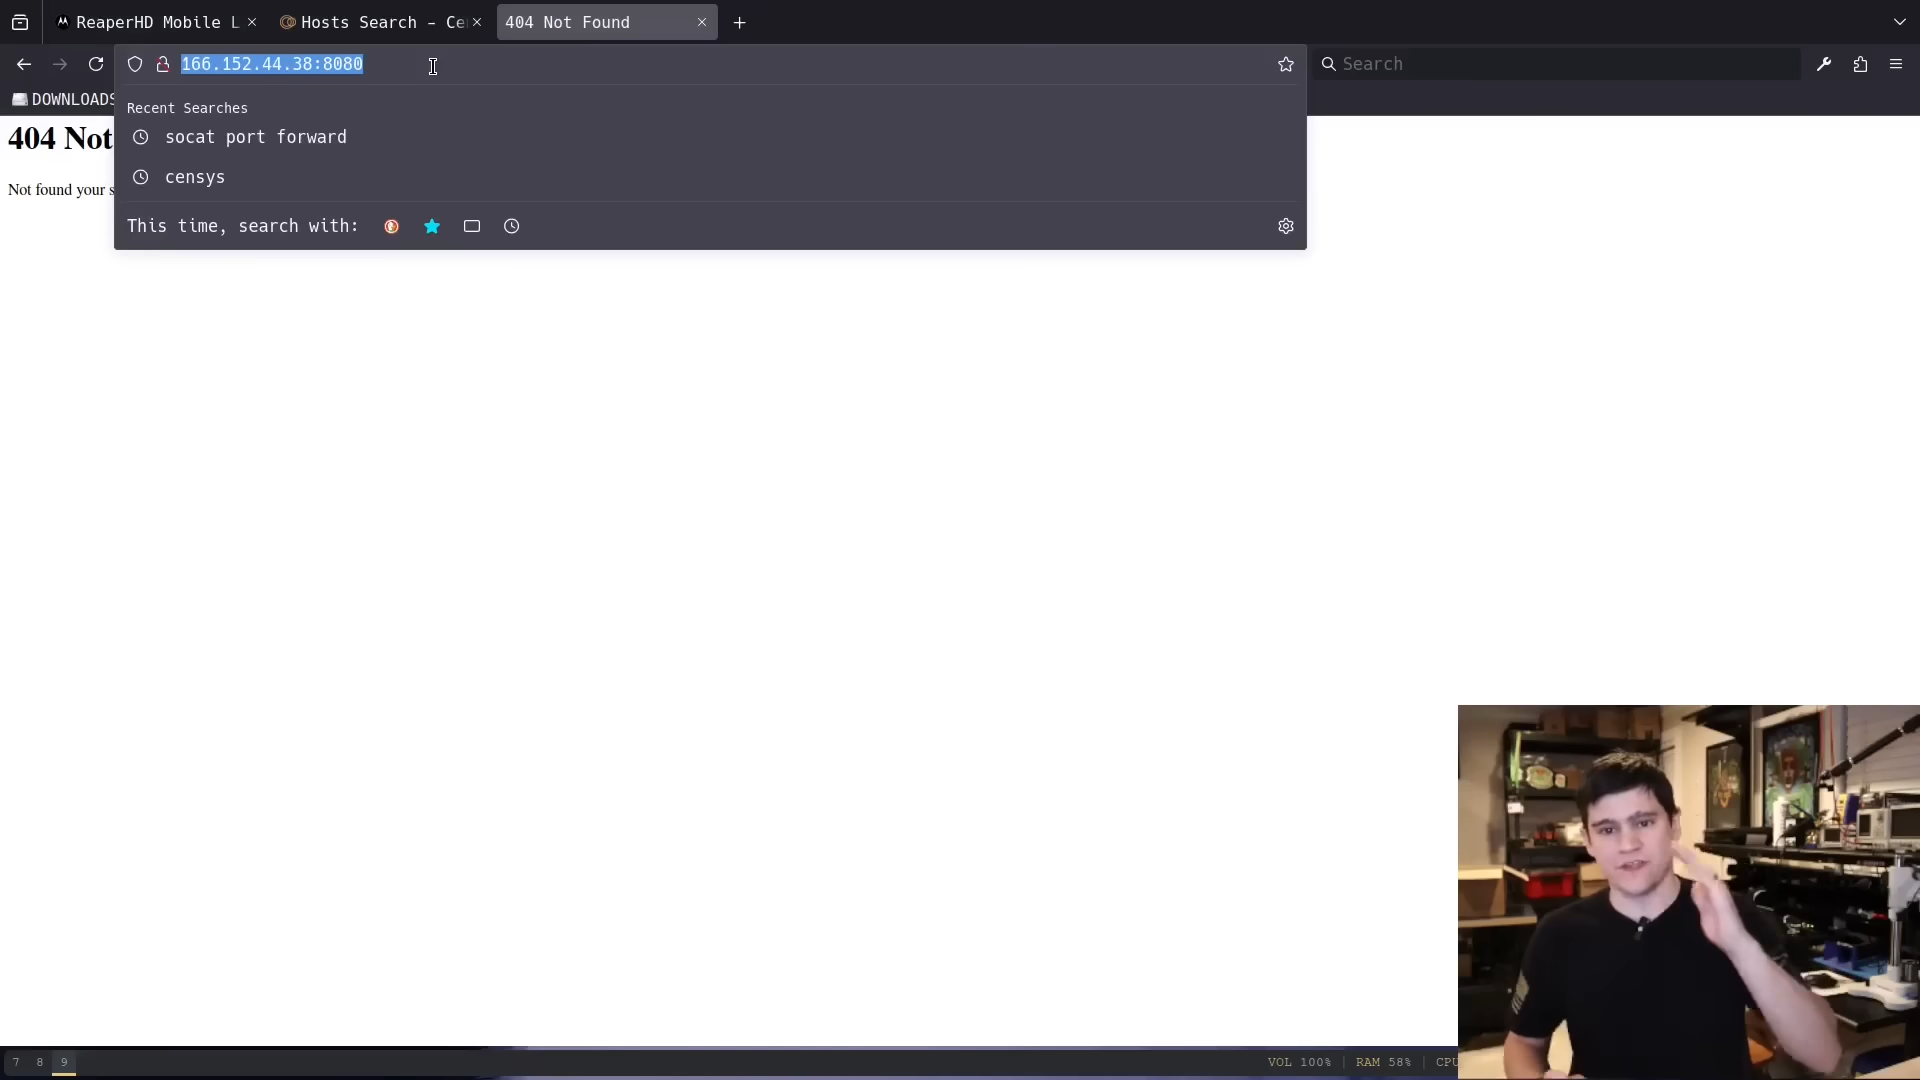 ReaperHD Mobile L
Hosts Search - Ce
404 Not Found
166.152.44.38:8080
Search
DOWNLOADS
Recent Searches
404 Not
socat port forward
censys
Not found your s
This time, search with:
7 8 9
VOL 100% | RAM 58% | CPU